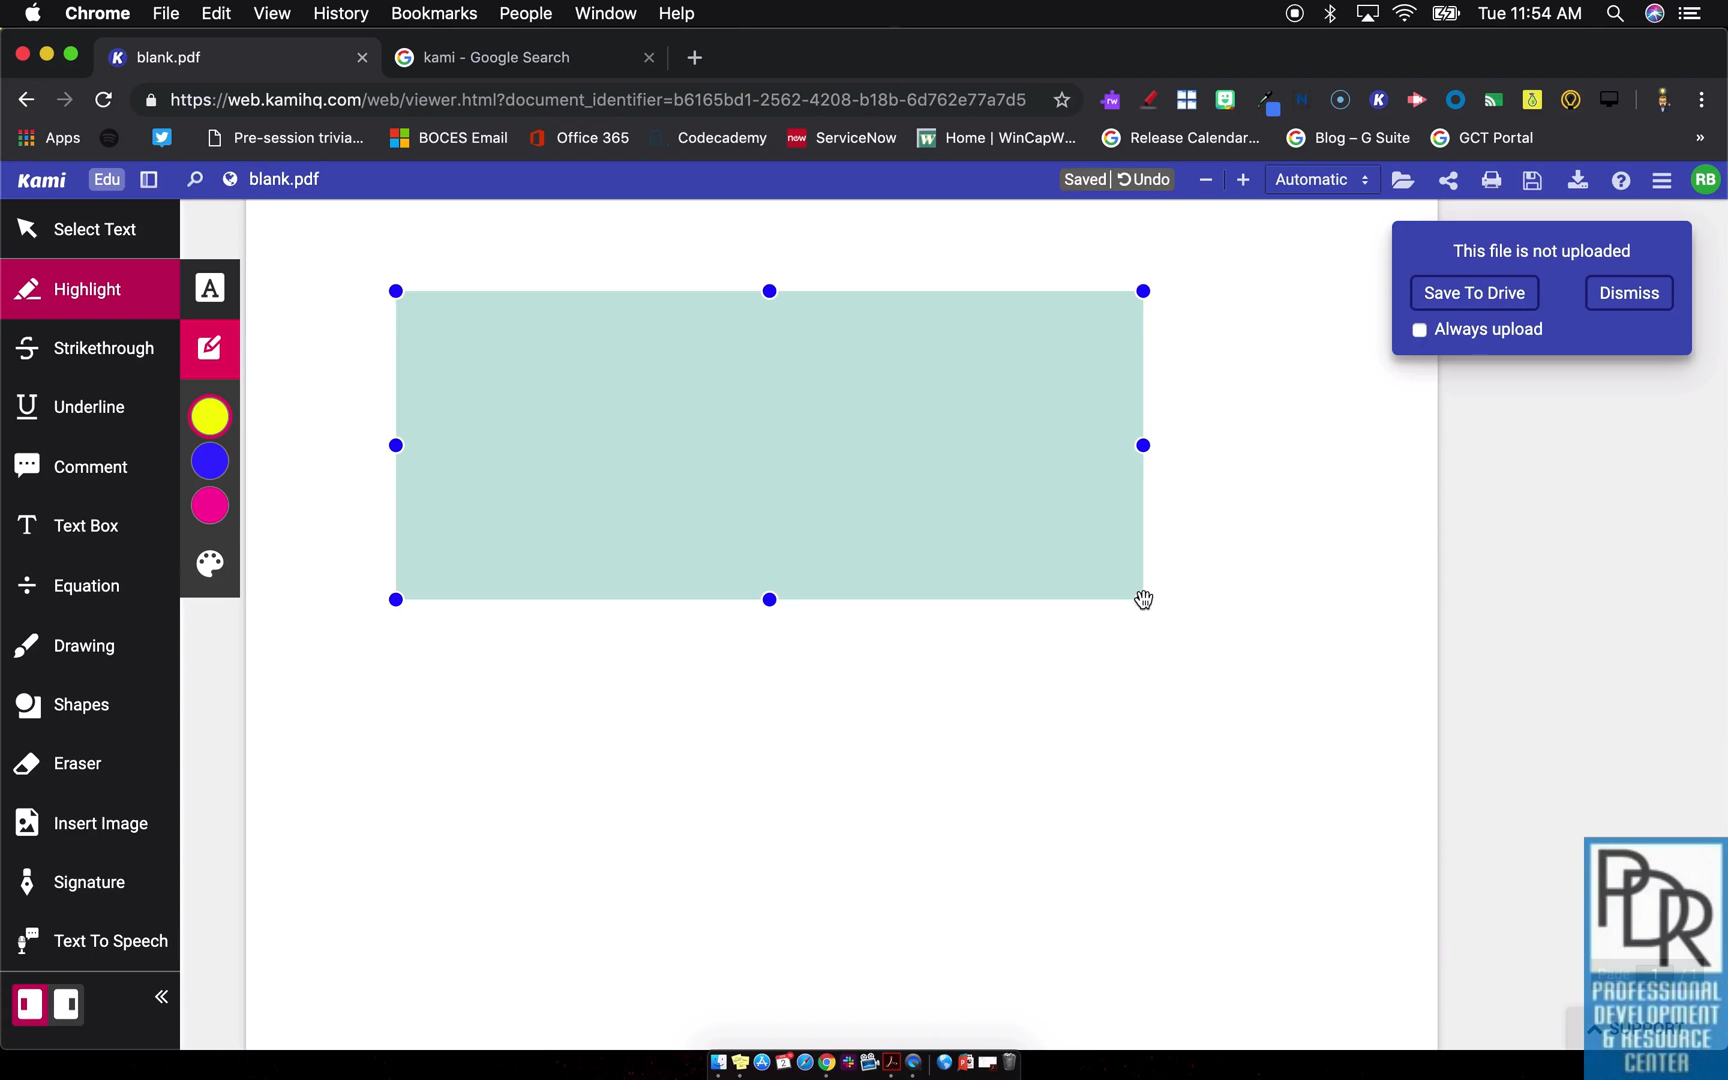 Chrome File Edit View History Bookmarks People Window Help Tue 11:54 AM
blank.pdf kami - Google Search
https://web.kamihq.com/web/viewer.html?document_identifier=b6165bd1-2562-4208-b18b-6d762e77a7d5
Apps Pre-session trivia... BOCES Email Office 365 Codecademy now ServiceNow Home | WinCapW... Release Calendar... Blog – G Suite GCT Portal »
Kami Edu blank.pdf Saved | Undo Automatic RB
Select Text
This file is not uploaded
Highlight
Save To Drive Dismiss
Always upload
Strikethrough
Underline
Comment
Text Box
Equation
Drawing
Shapes
Eraser
Insert Image
Signature
Text To Speech
PDR
PROFESSIONAL
DEVELOPMENT
& RESOURCE
CENTER